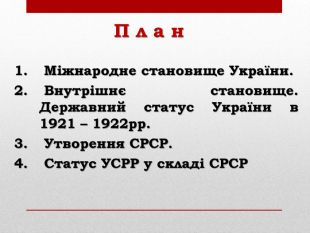 П л а н
1. Міжнародне становище України.
2. Внутрішнє становище.
Державний статус України в
1921 – 1922рр.
3. Утворення СРСР.
4. Статус УСРР у складі СРСР